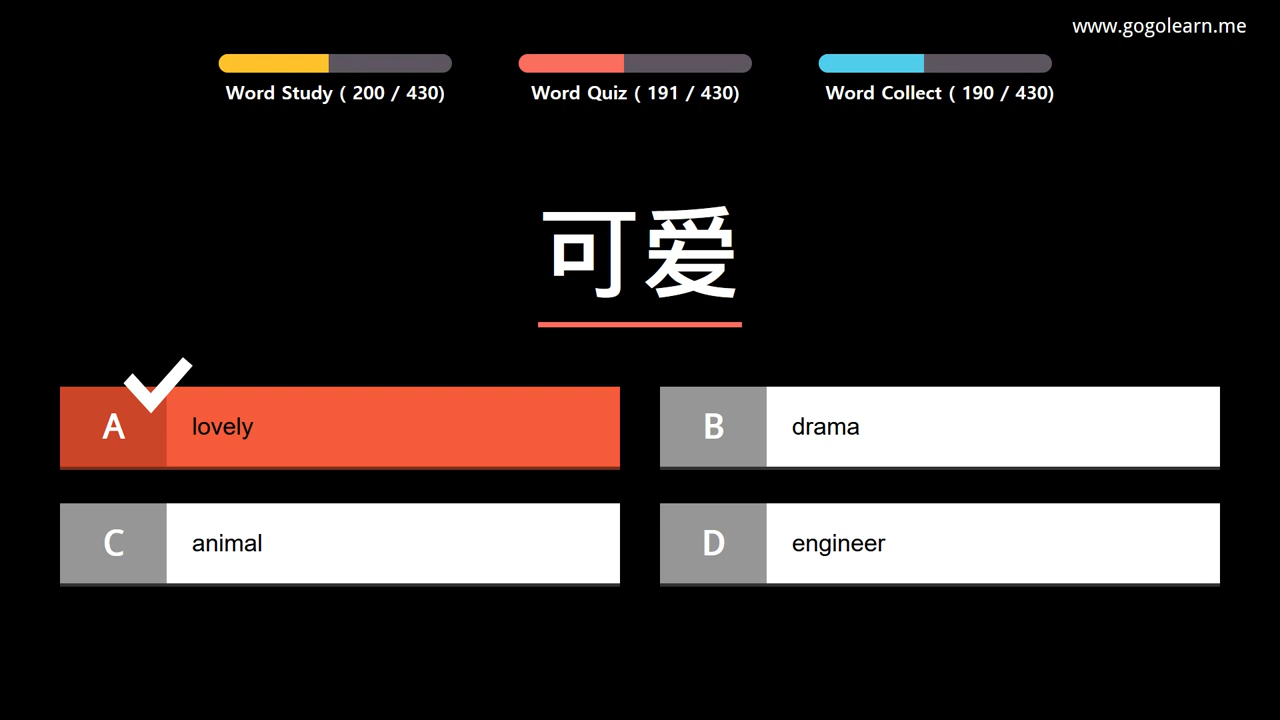 www.gogolearn.me
Word Study ( 200 / 430)
Word Quiz ( 191 / 430)
Word Collect ( 190 / 430)
可爱
A lovely
B drama
C animal
D engineer